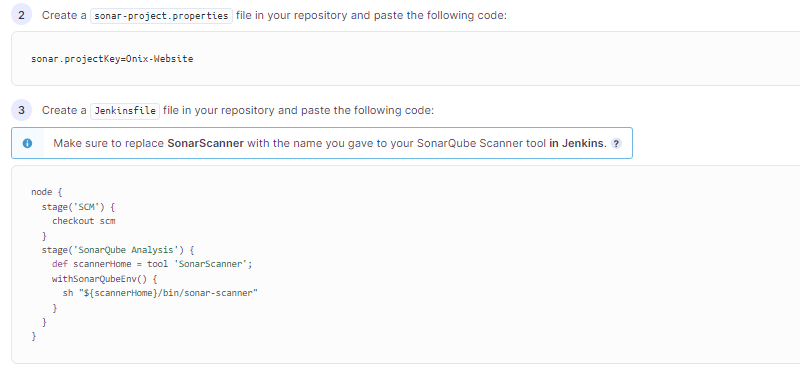 2 Create a sonar-project.properties file in your repository and paste the following code:
sonar.projectKey=Onix-Website
3 Create a Jenkinsfile file in your repository and paste the following code:
Make sure to replace SonarScanner with the name you gave to your SonarQube Scanner tool in Jenkins. ?
node {
  stage('SCM') {
    checkout scm
  }
  stage('SonarQube Analysis') {
    def scannerHome = tool 'SonarScanner';
    withSonarQubeEnv() {
      sh "${scannerHome}/bin/sonar-scanner"
    }
  }
}